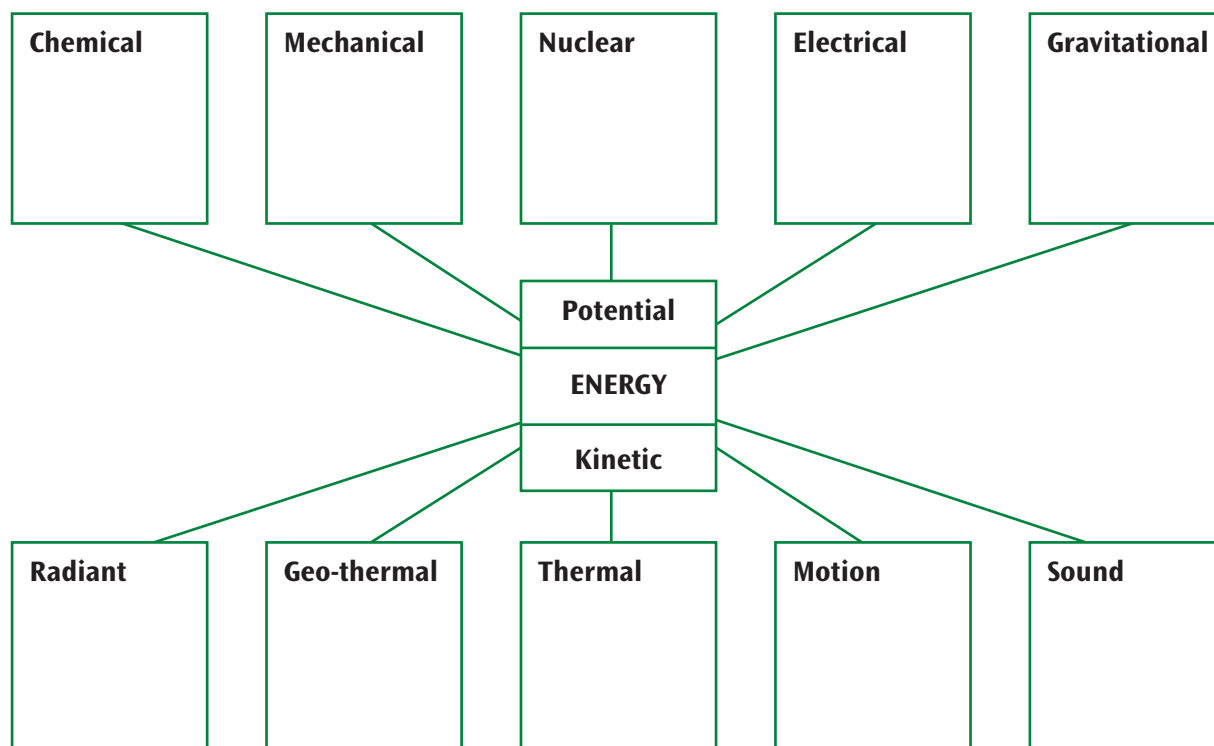 Chemical
Mechanical
Nuclear
Electrical
Gravitational
Potential
ENERGY
Kinetic
Radiant
Geo-thermal
Thermal
Motion
Sound